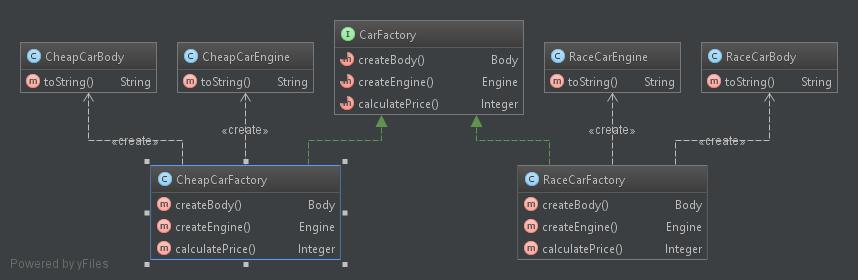 C CheapCarBody
m toString() String
C CheapCarEngine
m toString() String
I CarFactory
m createBody() Body
m createEngine() Engine
m calculatePrice() Integer
C RaceCarEngine
m toString() String
C RaceCarBody
m toString() String
«create»
«create»
«create»
«create»
C CheapCarFactory
m createBody() Body
m createEngine() Engine
m calculatePrice() Integer
C RaceCarFactory
m createBody() Body
m createEngine() Engine
m calculatePrice() Integer
Powered by yFiles